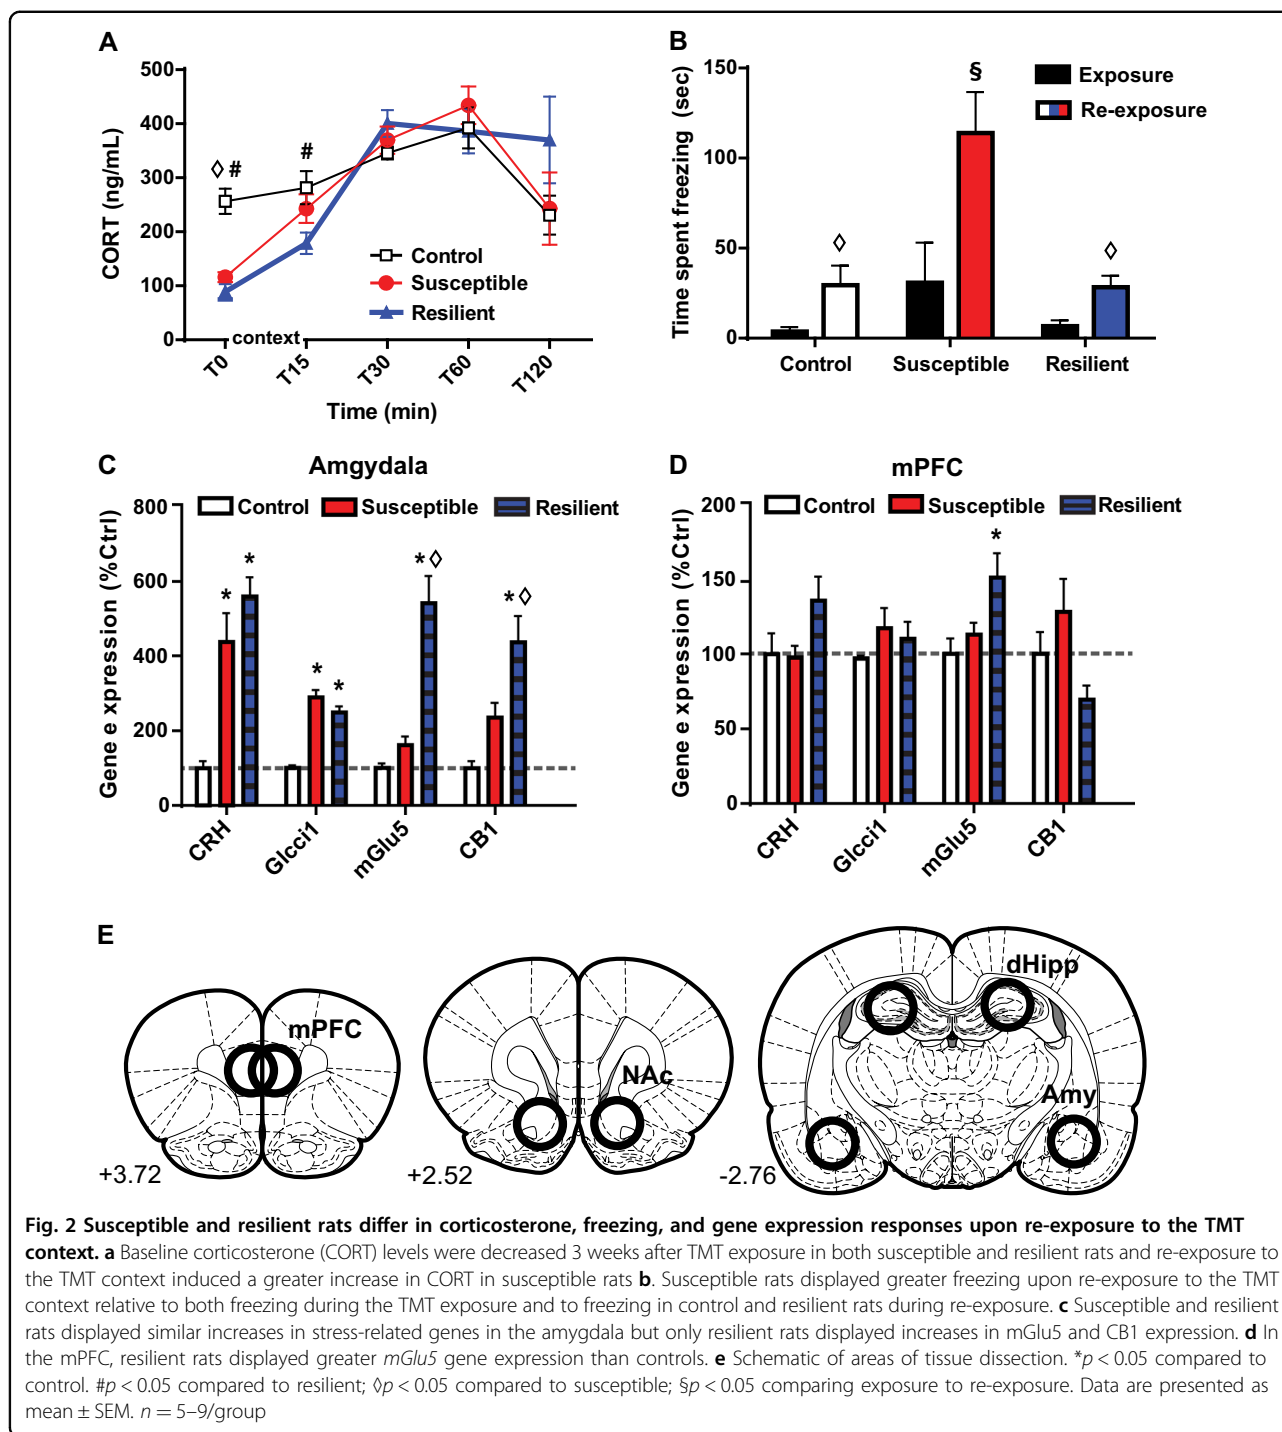 A
500
400
300
200
100
0
CORT (ng/mL)
◊ #
#
Control
Susceptible
Resilient
context
T0
T15
T30
T60
T120
Time (min)
B
150
100
50
0
Time spent freezing (sec)
§
◊
◊
Exposure
Re-exposure
Control
Susceptible
Resilient
C
Amgydala
800
600
400
200
0
Gene e xpression (%Ctrl)
Control
Susceptible
Resilient
*
*
*
*
* ◊
* ◊
CRH
Glcci1
mGlu5
CB1
D
mPFC
200
150
100
50
0
Gene e xpression (%Ctrl)
Control
Susceptible
Resilient
*
CRH
Glcci1
mGlu5
CB1
E
mPFC
+3.72
NAc
+2.52
dHipp
Amy
-2.76
Fig. 2 Susceptible and resilient rats differ in corticosterone, freezing, and gene expression responses upon re-exposure to the TMT
context. a Baseline corticosterone (CORT) levels were decreased 3 weeks after TMT exposure in both susceptible and resilient rats and re-exposure to
the TMT context induced a greater increase in CORT in susceptible rats b. Susceptible rats displayed greater freezing upon re-exposure to the TMT
context relative to both freezing during the TMT exposure and to freezing in control and resilient rats during re-exposure. c Susceptible and resilient
rats displayed similar increases in stress-related genes in the amygdala but only resilient rats displayed increases in mGlu5 and CB1 expression. d In
the mPFC, resilient rats displayed greater mGlu5 gene expression than controls. e Schematic of areas of tissue dissection. *p < 0.05 compared to
control. #p < 0.05 compared to resilient; ◊p < 0.05 compared to susceptible; §p < 0.05 comparing exposure to re-exposure. Data are presented as
mean ± SEM. n = 5–9/group